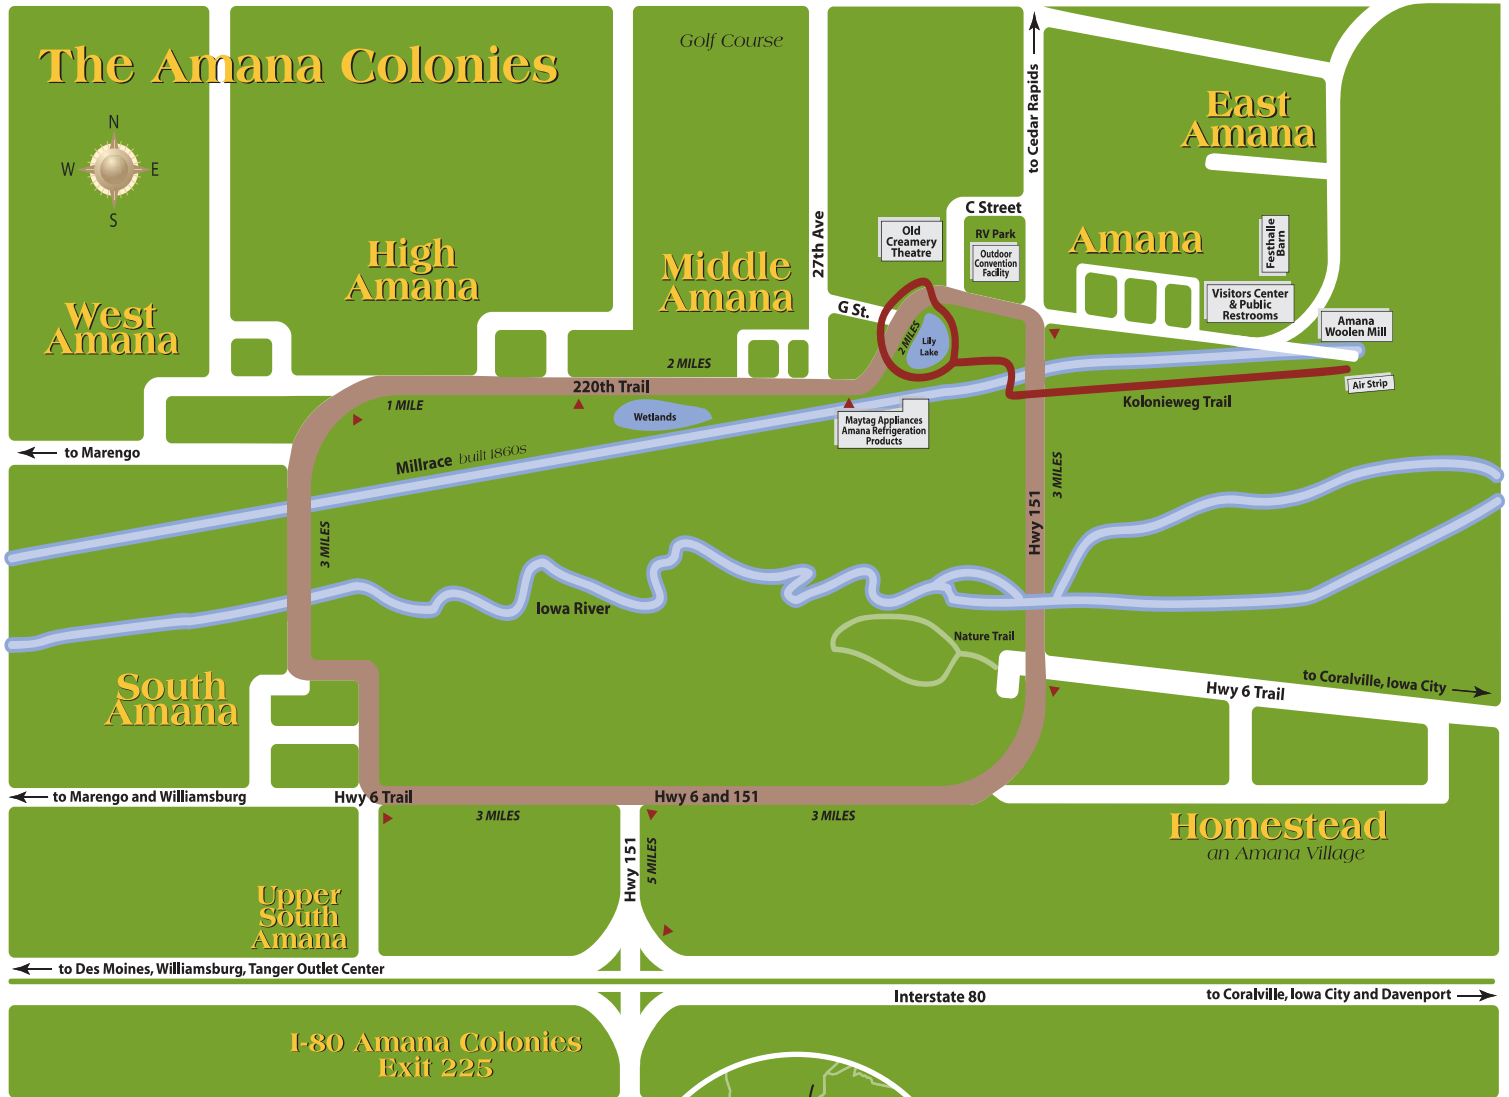 The Amana Colonies
N
W
E
S
Golf Course
to Cedar Rapids
East
Amana
C Street
RV Park
Outdoor
Convention
Facility
Old
Creamery
Theatre
27th Ave
Amana
Festhalle
Barn
Visitors Center
& Public
Restrooms
Amana
Woolen Mill
High
Amana
Middle
Amana
West
Amana
G St.
2 MILES
Lily
Lake
2 MILES
220th Trail
1 MILE
Wetlands
Air Strip
Kolonieweg Trail
Maytag Appliances
Amana Refrigeration
Products
to Marengo
Millrace built 1860s
3 MILES
Hwy 151
3 MILES
Iowa River
Nature Trail
to Coralville, Iowa City
Hwy 6 Trail
South
Amana
to Marengo and Williamsburg
Hwy 6 Trail
Hwy 6 and 151
3 MILES
3 MILES
Homestead
an Amana Village
Hwy 151
5 MILES
Upper
South
Amana
to Des Moines, Williamsburg, Tanger Outlet Center
Interstate 80
to Coralville, Iowa City and Davenport
I-80 Amana Colonies
Exit 225